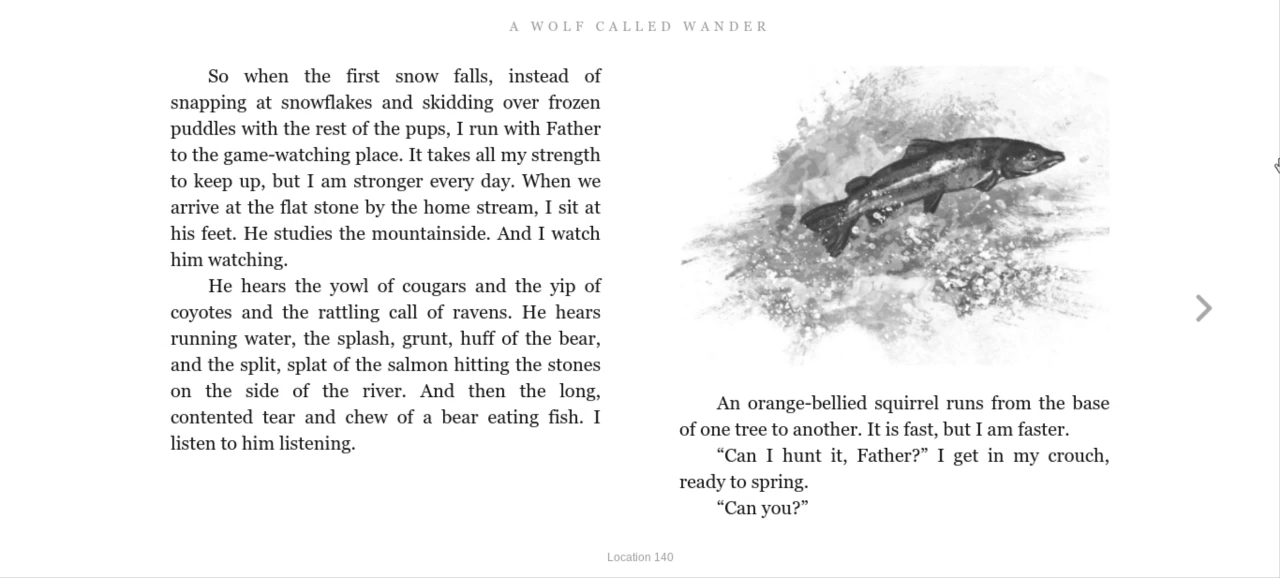 A WOLF CALLED WANDER
So when the first snow falls, instead of
snapping at snowflakes and skidding over frozen
puddles with the rest of the pups, I run with Father
to the game-watching place. It takes all my strength
to keep up, but I am stronger every day. When we
arrive at the flat stone by the home stream, I sit at
his feet. He studies the mountainside. And I watch
him watching.
He hears the yowl of cougars and the yip of
coyotes and the rattling call of ravens. He hears
running water, the splash, grunt, huff of the bear,
and the split, splat of the salmon hitting the stones
on the side of the river. And then the long,
contented tear and chew of a bear eating fish. I
listen to him listening.
An orange-bellied squirrel runs from the base
of one tree to another. It is fast, but I am faster.
“Can I hunt it, Father?” I get in my crouch,
ready to spring.
“Can you?”
Location 140